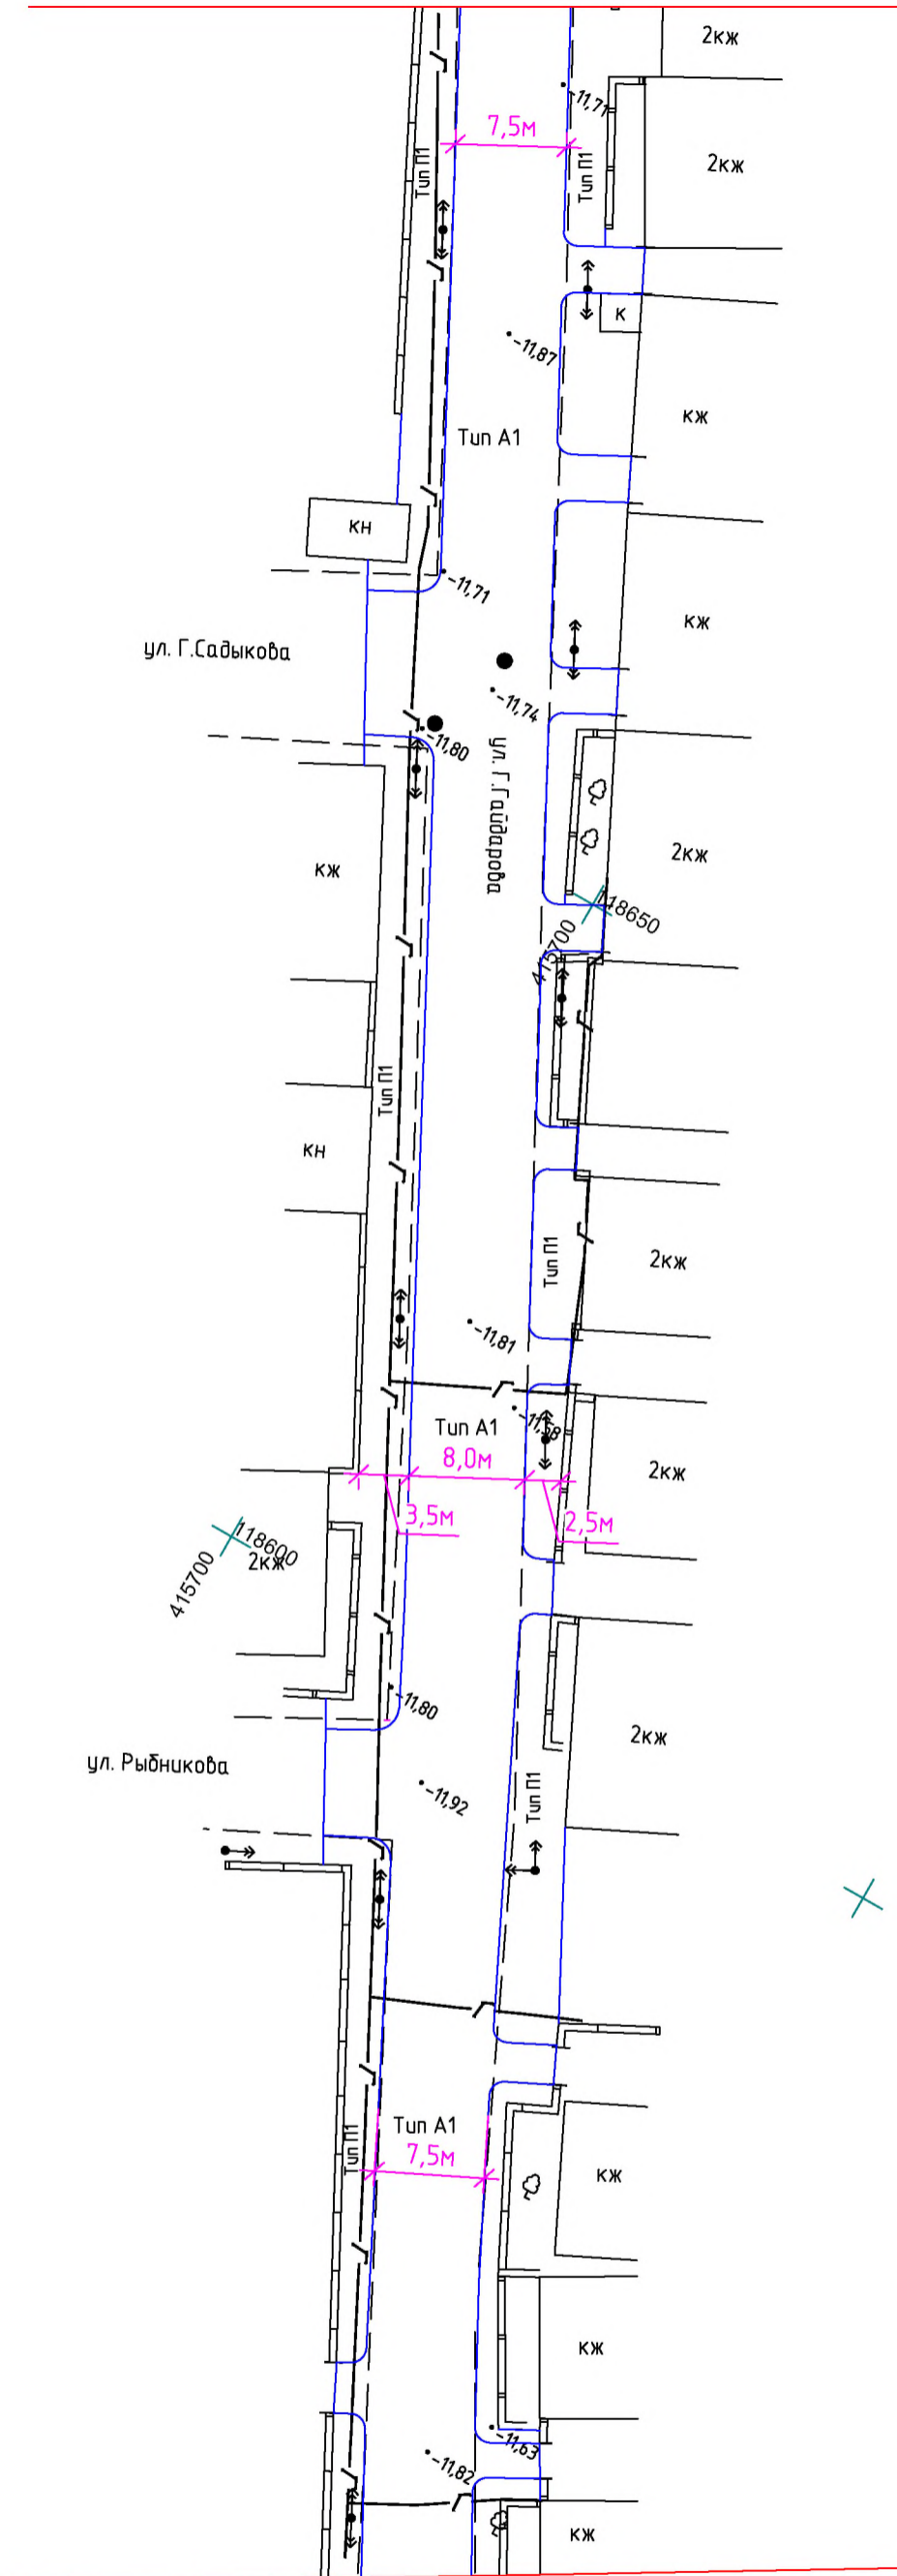 2кж
-11,71
7,5м
Тип П1
Тип П1
2кж
К
-11,87
кж
Тип А1
кн
-11,71
кж
ул. Г.Садыкова
-11,74
-11,80
ул. Г.Гайдарова
2кж
кж
118650
415700
Тип П1
кн
Тип П1
2кж
-11,81
Тип А1
8,0м
2кж
3,5м
2,5м
118600
2кж
415700
-11,80
2кж
ул. Рыбникова
-11,92
Тип П1
Тип А1
Тип П1
7,5м
кж
кж
-11,63
-11,82
кж